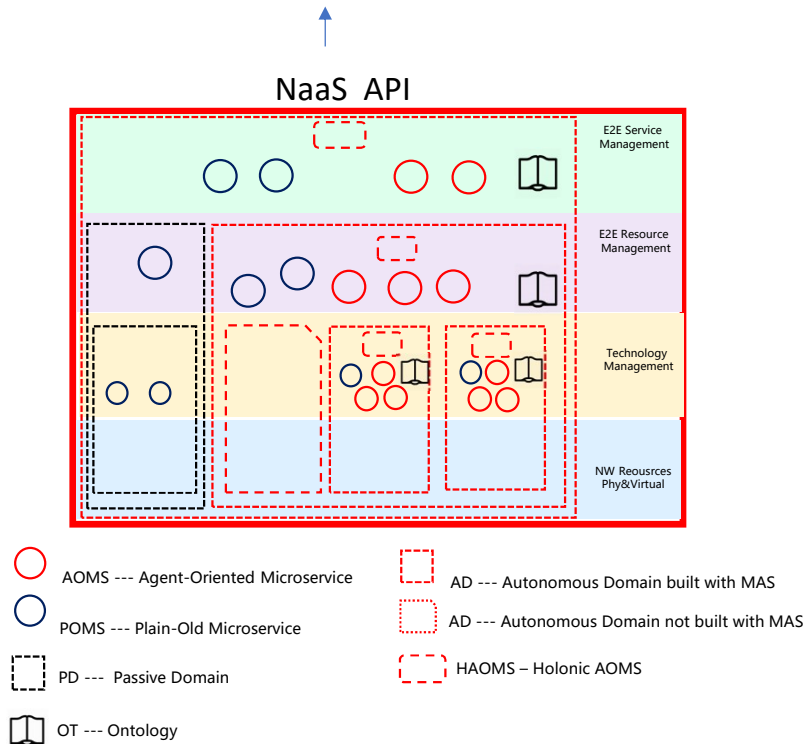 NaaS API
E2E Service
Management
E2E Resource
Management
Technology
Management
NW Reousrces
Phy&Virtual
AOMS --- Agent-Oriented Microservice
AD --- Autonomous Domain built with MAS
POMS --- Plain-Old Microservice
AD --- Autonomous Domain not built with MAS
PD --- Passive Domain
HAOMS – Holonic AOMS
OT --- Ontology